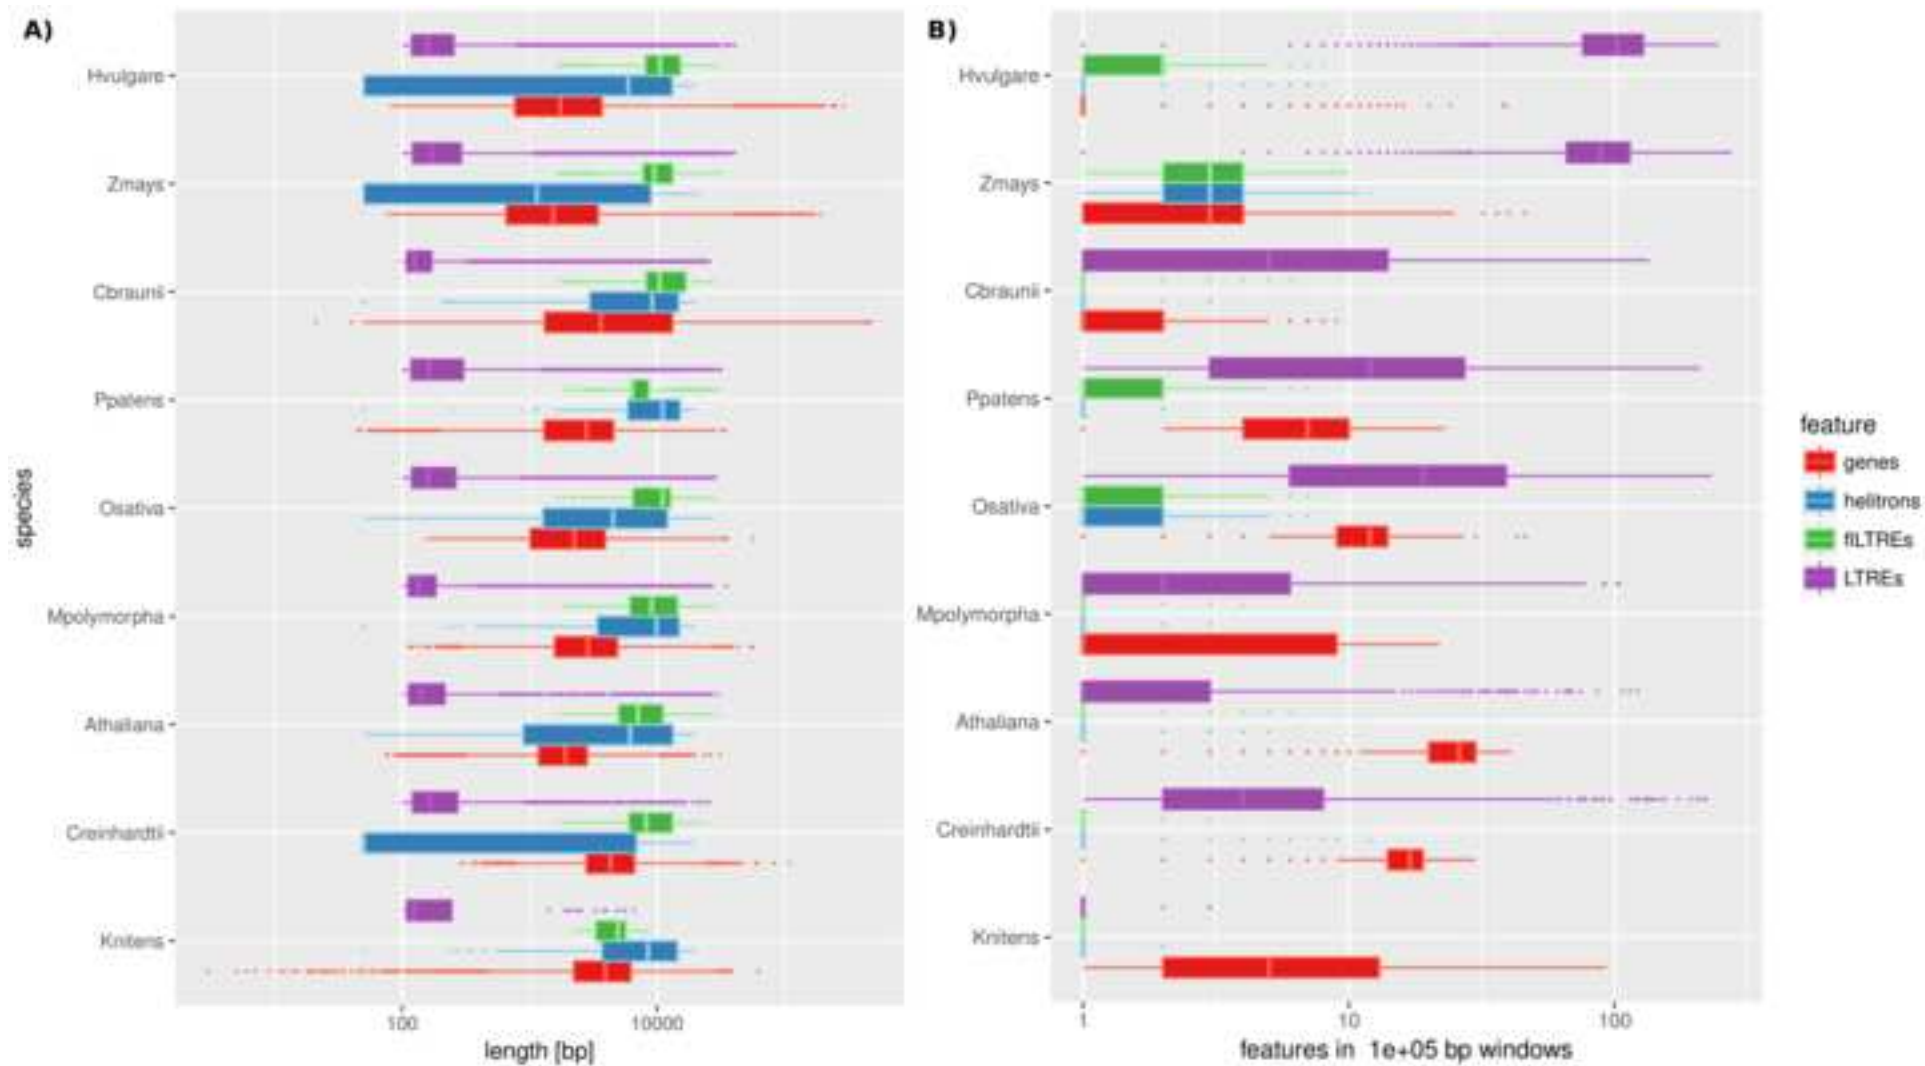 A)
species
Hvulgare
Zmays
Cbraunii
Ppatens
Osativa
Mpolymorpha
Athaliana
Creinhardtii
Knitens
100 10000
length [bp]
B)
Hvulgare
Zmays
Cbraunii
Ppatens
Osativa
Mpolymorpha
Athaliana
Creinhardtii
Knitens
1 10 100
features in 1e+05 bp windows
feature
genes
helitrons
flLTREs
LTREs